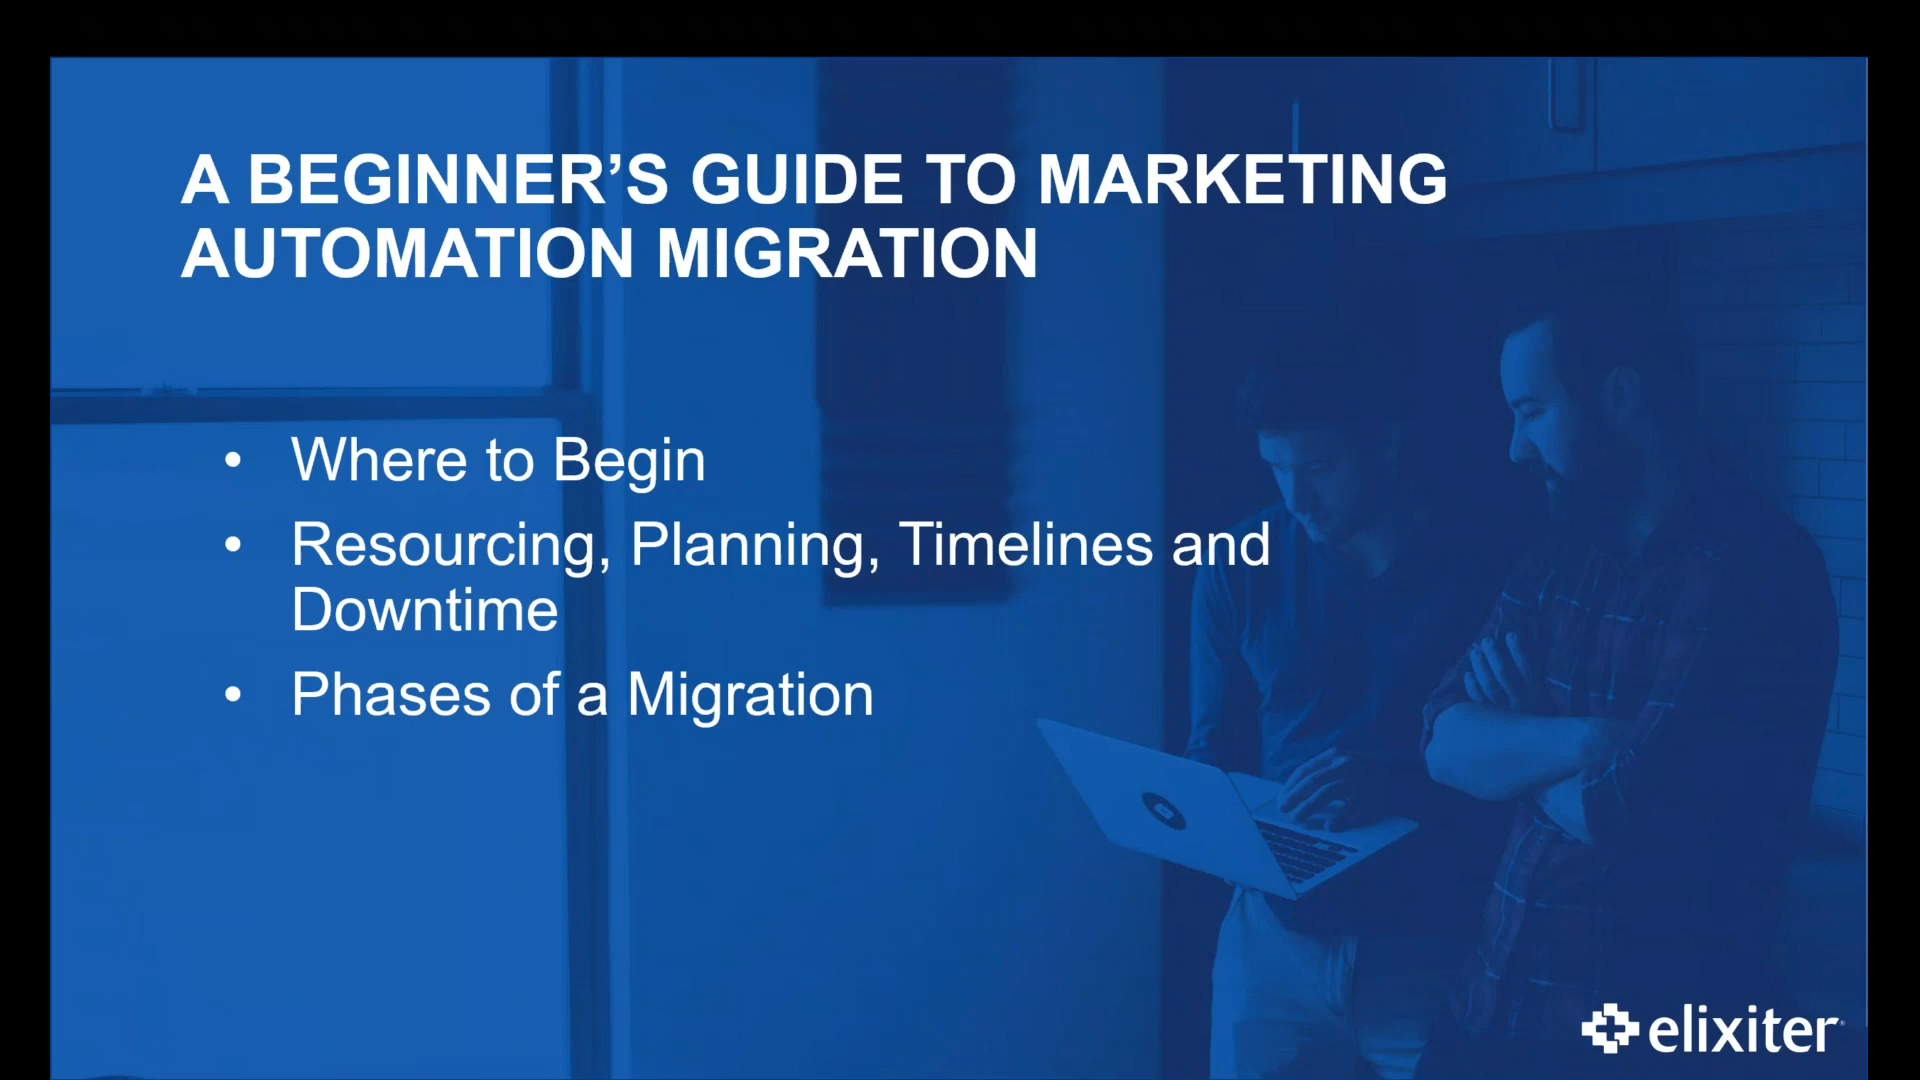 A BEGINNER’S GUIDE TO MARKETING
AUTOMATION MIGRATION
• Where to Begin
• Resourcing, Planning, Timelines and
Downtime
• Phases of a Migration
elixiter